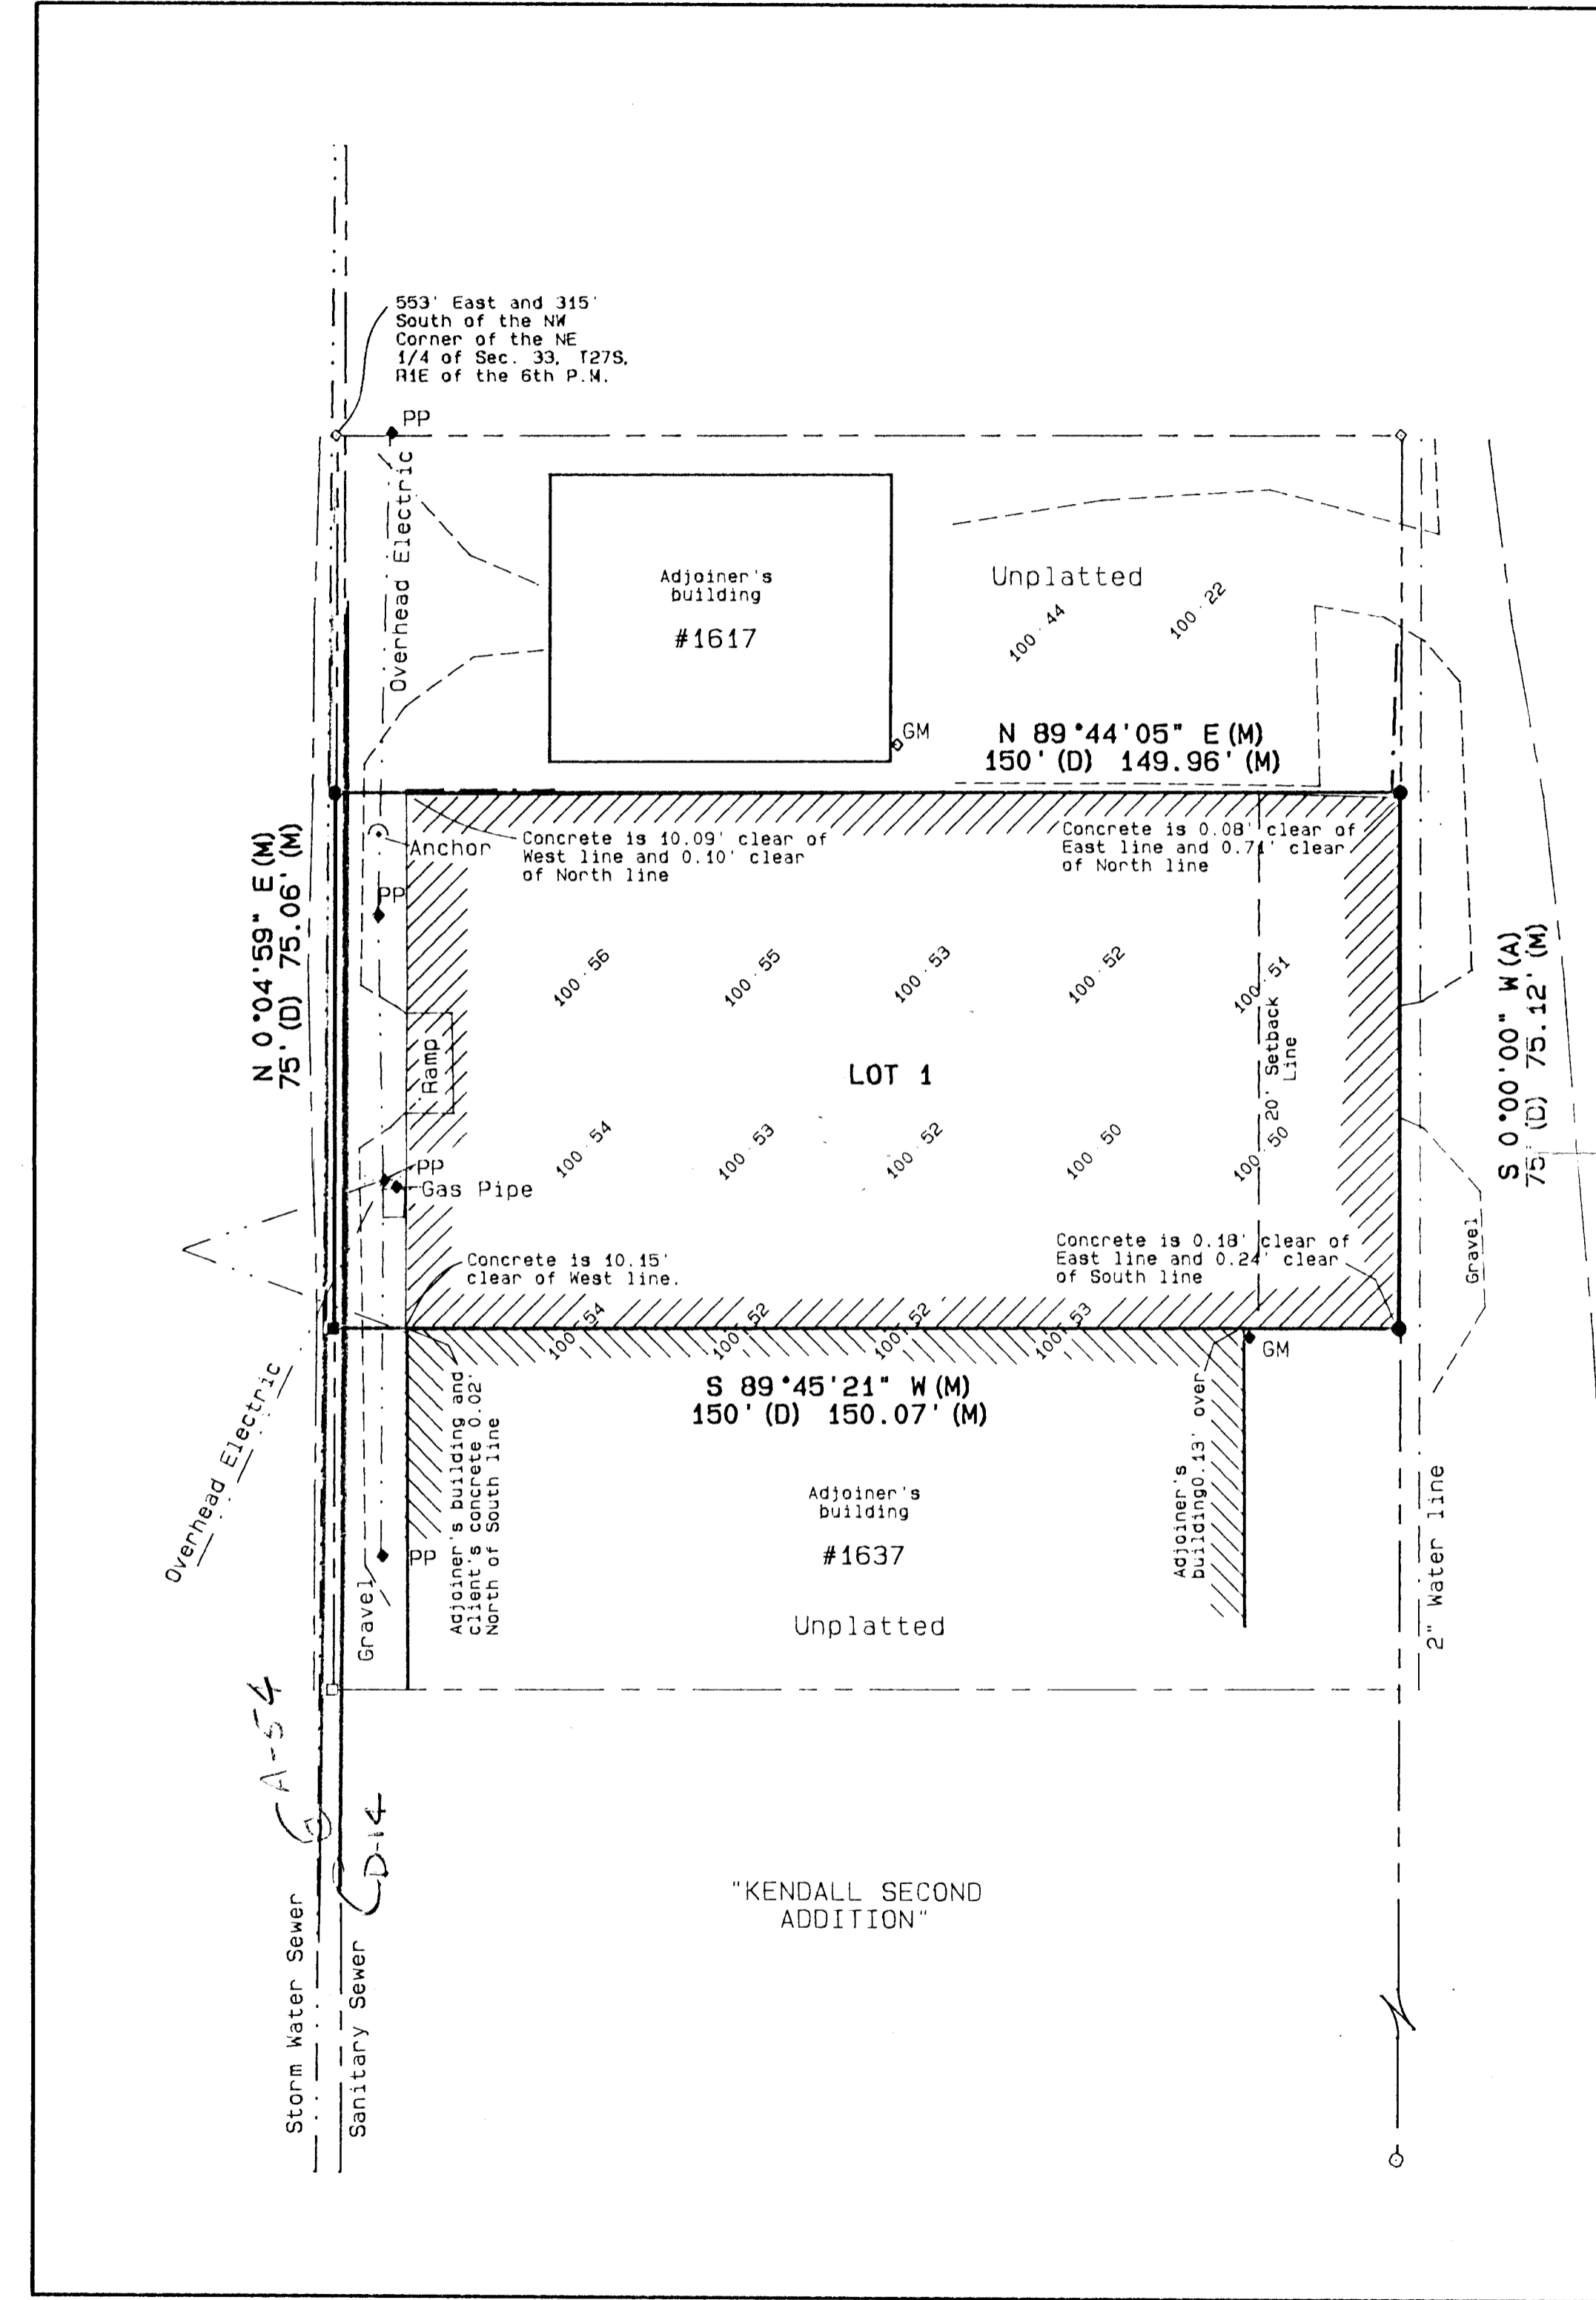 553' East and 315'
South of the NW
Corner of the NE
1/4 of Sec. 33, T27S,
R1E of the 6th P.M.
PP
Overhead Electric
Adjoiner's
building
#1617
Unplatted
100.44
100.22
GM
N 89°44'05" E (M)
150' (D) 149.96' (M)
Concrete is 10.09' clear of
West line and 0.10' clear
of North line
Concrete is 0.08' clear of
East line and 0.71' clear
of North line
Anchor
PP
N 0°04'59" E (M)
75' (D) 75.06' (M)
100.56
100.55
100.53
100.52
100.51
S 0°00'00" W (A)
75' (D) 75.12' (M)
Ramp
LOT 1
20' Setback
Line
100.54
100.53
100.52
100.50
100.50
PP
Gas Pipe
Gravel
Concrete is 10.15'
clear of West line.
Concrete is 0.18' clear of
East line and 0.24' clear
of South line
100.54
100.52
100.52
100.53
GM
S 89°45'21" W (M)
150' (D) 150.07' (M)
Overhead Electric
Adjoiner's building and
client's concrete 0.02'
North of South line
Adjoiner's
building 0.13' over
Adjoiner's
building
#1637
Unplatted
PP
Gravel
2" Water line
A-54
D-14
"KENDALL SECOND
ADDITION"
Storm Water Sewer
Sanitary Sewer